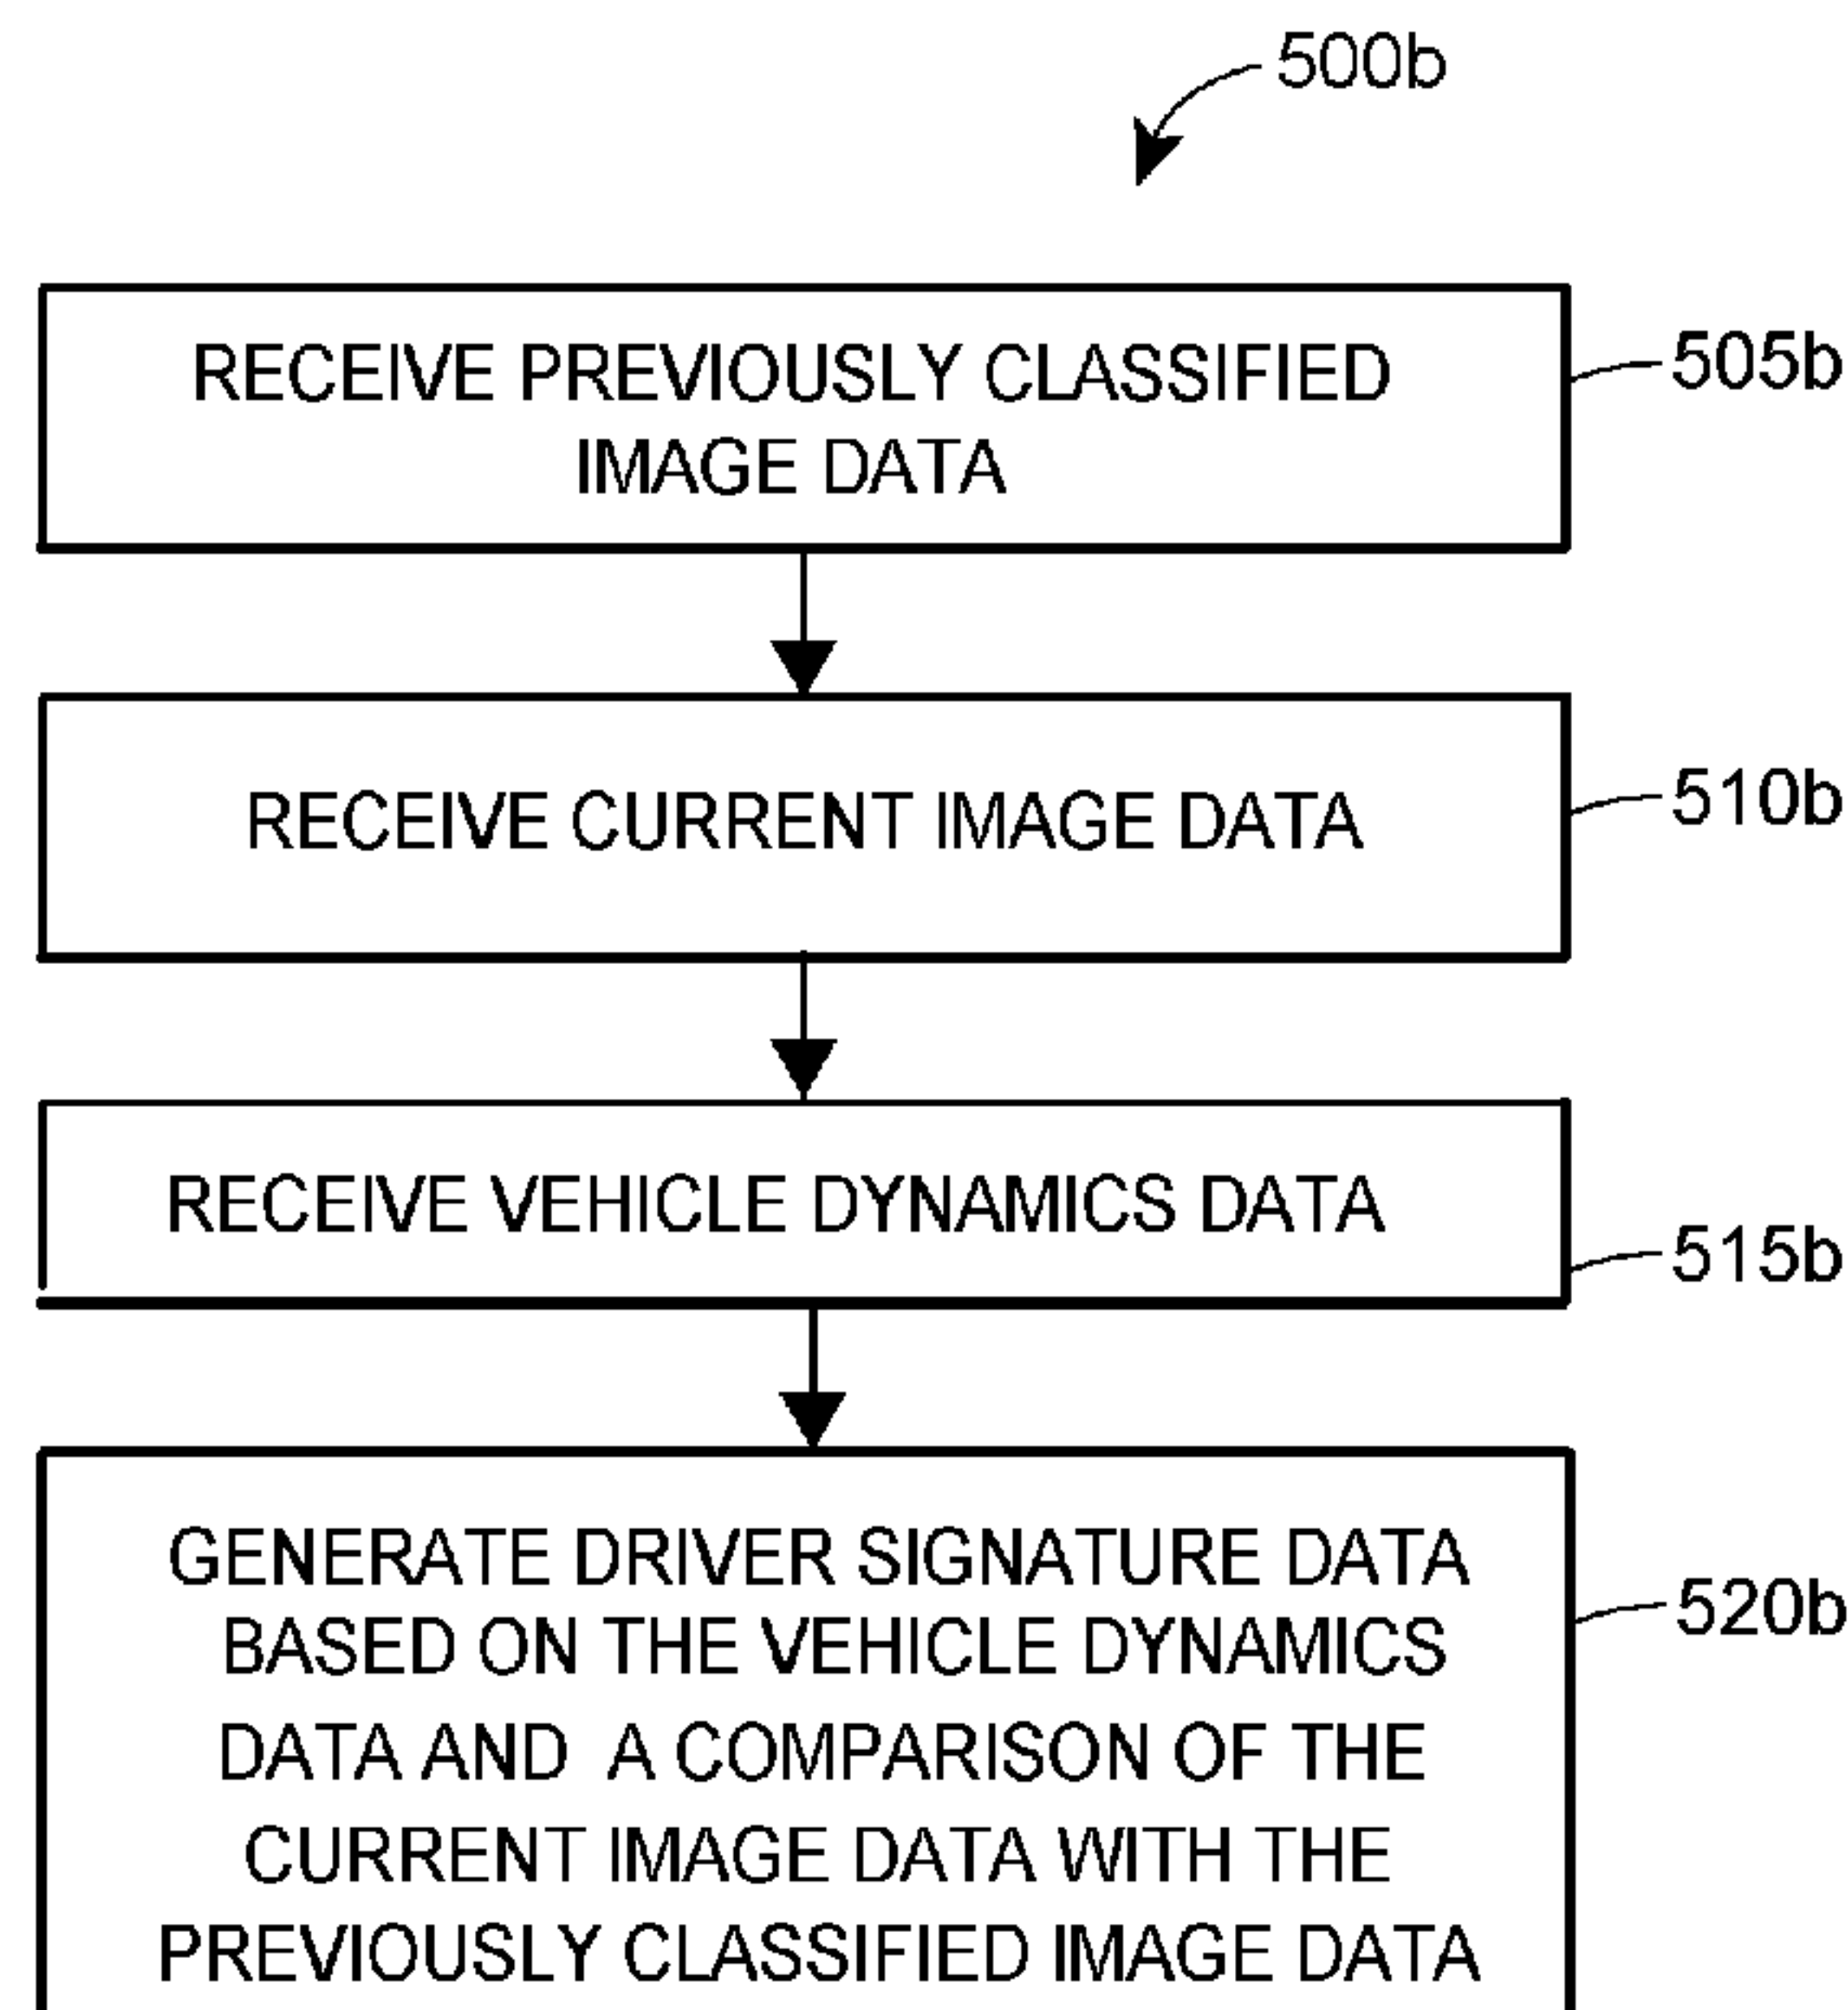 500b
RECEIVE PREVIOUSLY CLASSIFIED
IMAGE DATA
505b
RECEIVE CURRENT IMAGE DATA
510b
RECEIVE VEHICLE DYNAMICS DATA
515b
GENERATE DRIVER SIGNATURE DATA
BASED ON THE VEHICLE DYNAMICS
DATA AND A COMPARISON OF THE
CURRENT IMAGE DATA WITH THE
PREVIOUSLY CLASSIFIED IMAGE DATA
520b